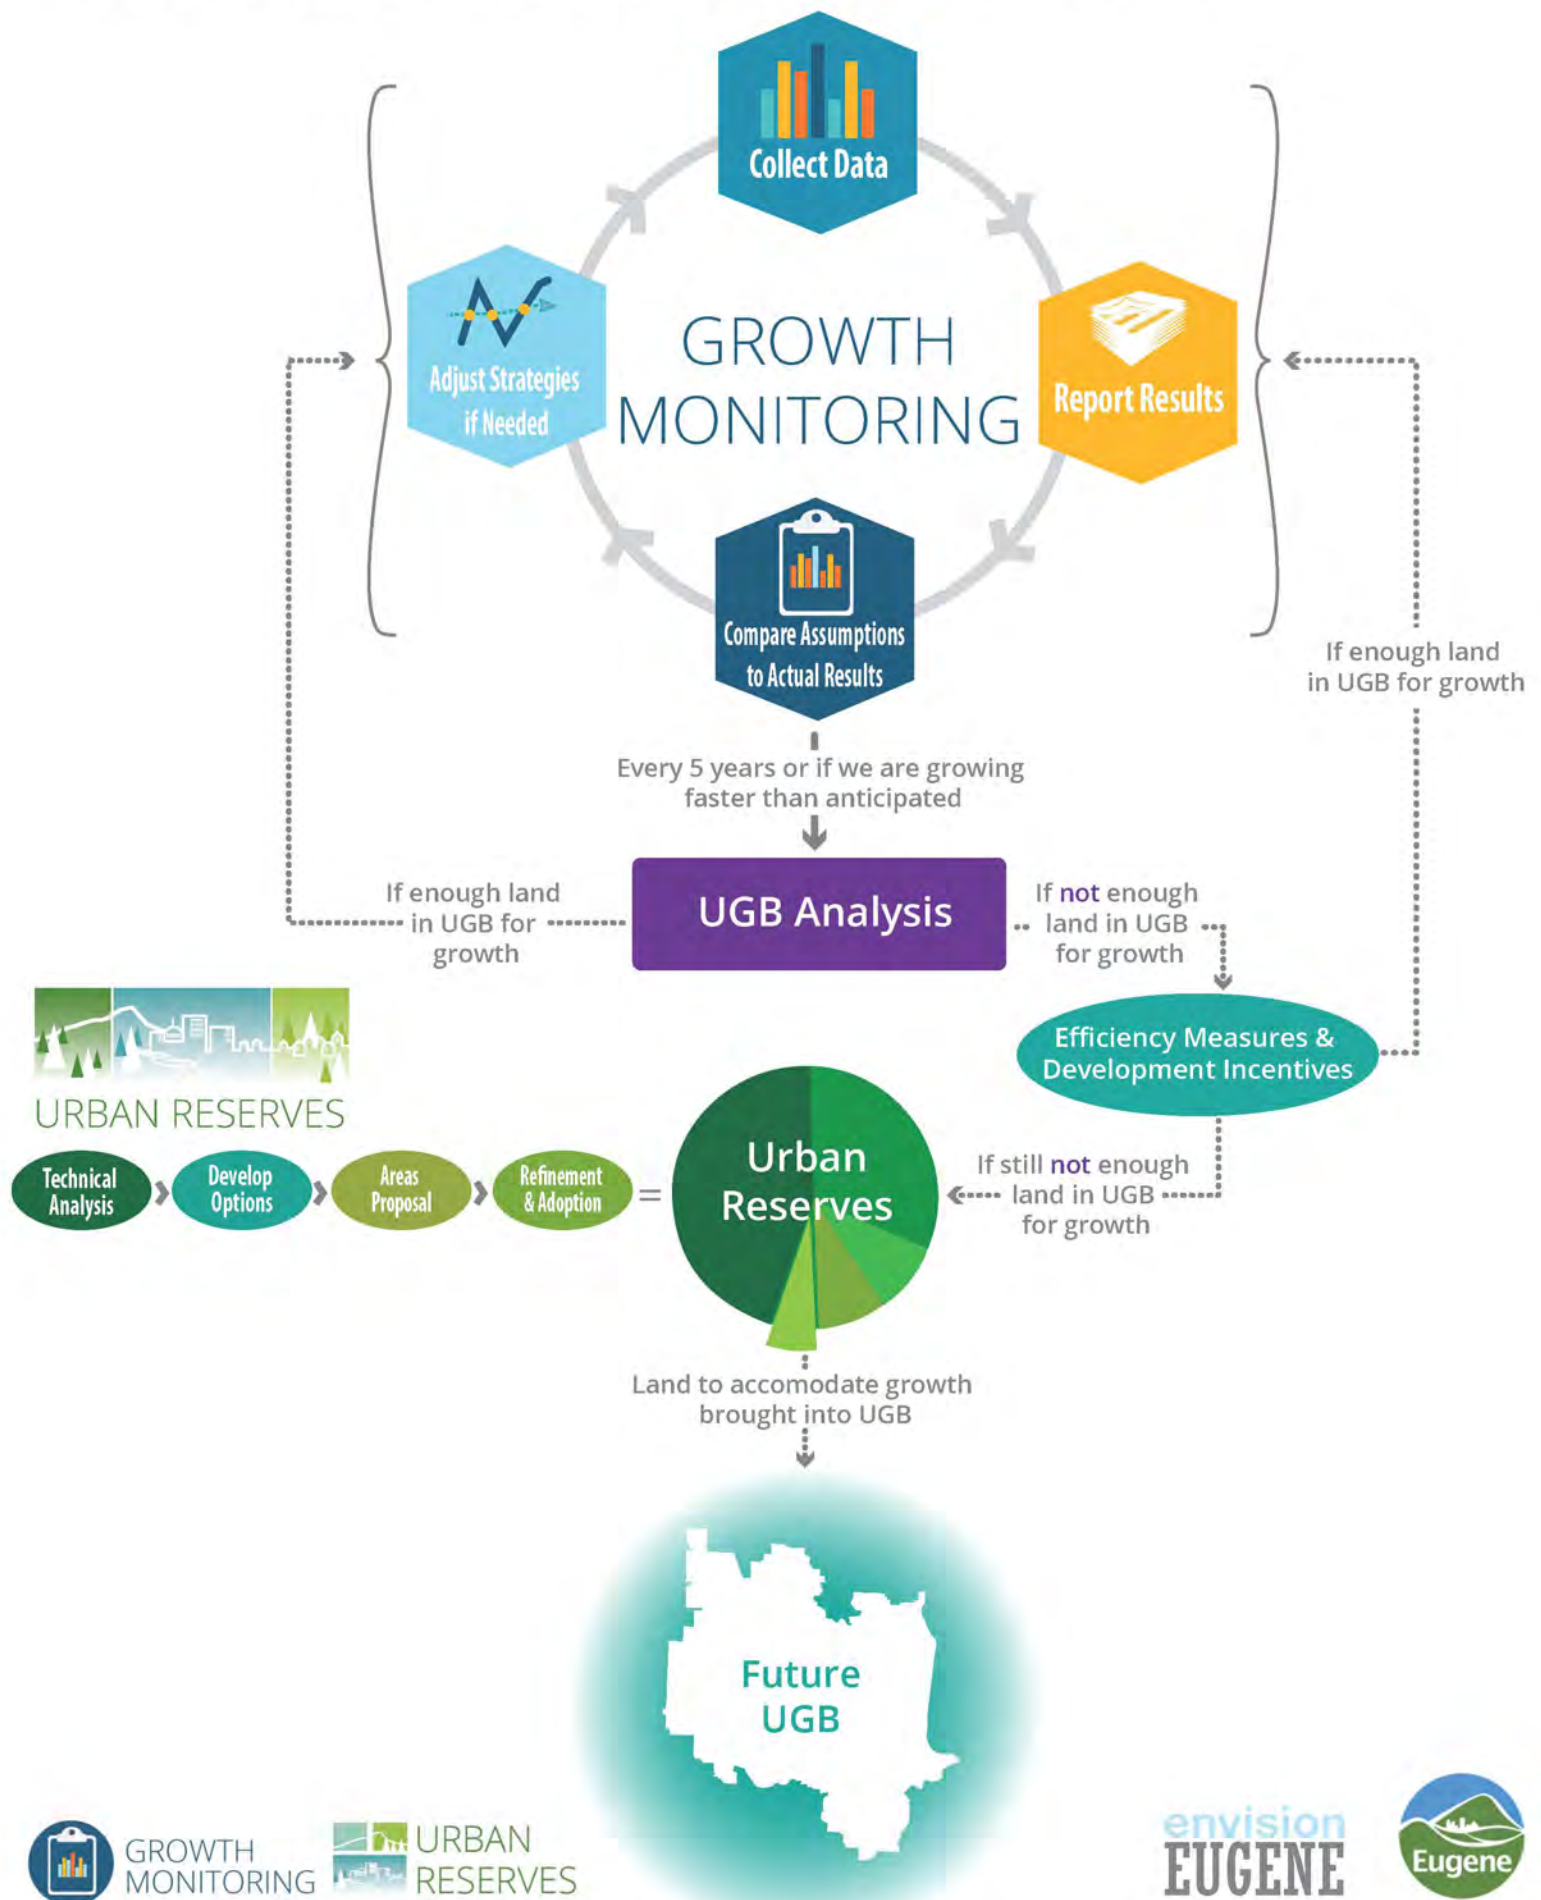 Collect Data
GROWTH
MONITORING
Adjust Strategies
if Needed
Report Results
Compare Assumptions
to Actual Results
If enough land
in UGB for growth
Every 5 years or if we are growing
faster than anticipated
UGB Analysis
If enough land
in UGB for
growth
If not enough
land in UGB
for growth
Efficiency Measures &
Development Incentives
URBAN RESERVES
Technical
Analysis
Develop
Options
Areas
Proposal
Refinement
& Adoption
=
Urban
Reserves
If still not enough
land in UGB
for growth
Land to accomodate growth
brought into UGB
Future
UGB
GROWTH
MONITORING
URBAN
RESERVES
envision
EUGENE
Eugene